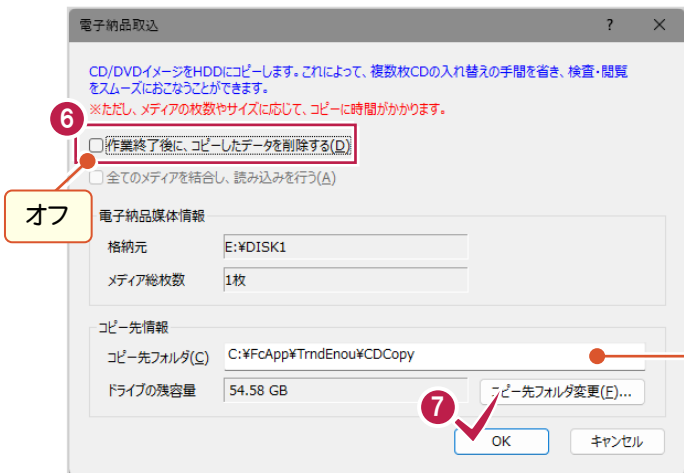 電子納品取込
?
CD/DVDイメージをHDDにコピーします。これによって、複数枚CDの入れ替えの手間を省き、検査・閲覧
をスムーズにおこなうことができます。
※ただし、メディアの枚数やサイズに応じて、コピーに時間がかかります。
6
作業終了後に、コピーしたデータを削除する(D)
全てのメディアを結合し、読み込みを行う(A)
オフ
電子納品媒体情報
格納元 E:¥DISK1
メディア総枚数 1枚
コピー先情報
コピー先フォルダ(C) C:¥FcApp¥TrndEnou¥CDCopy
ドライブの残容量 54.58 GB コピー先フォルダ変更(F)...
7
OK キャンセル